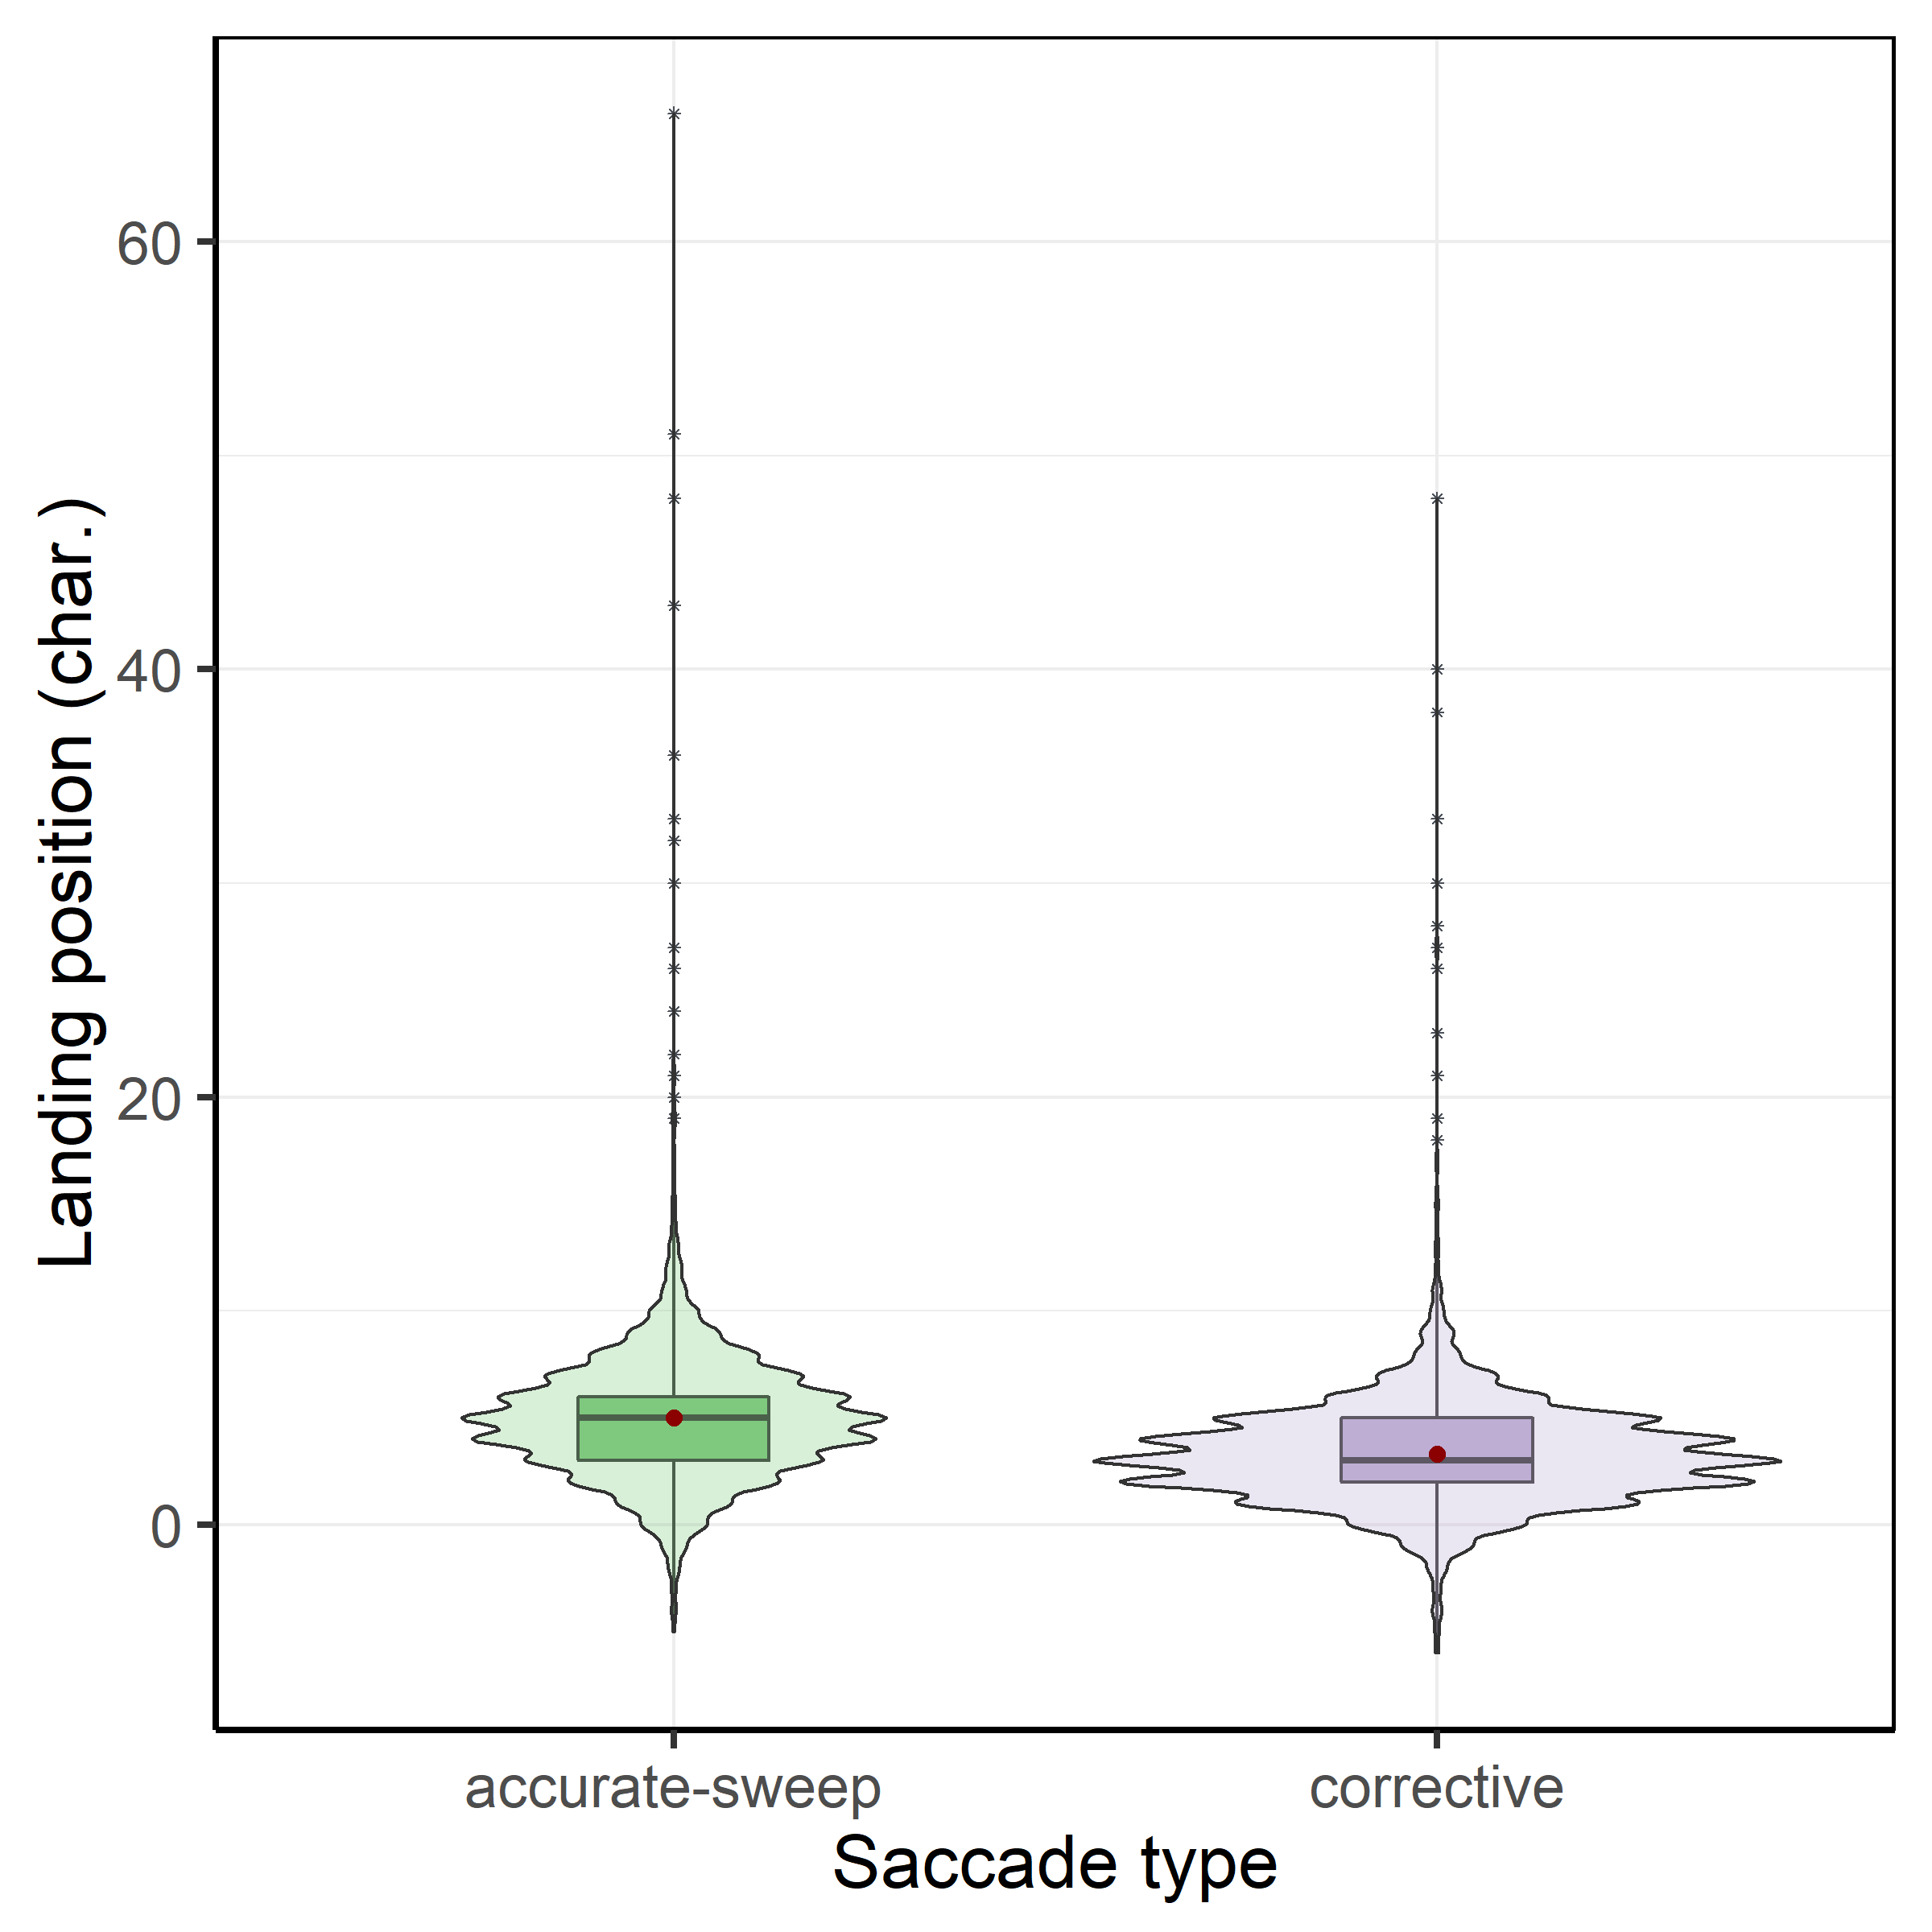 Landing position (char.)
60
40
20
0
accurate-sweep
corrective
Saccade type